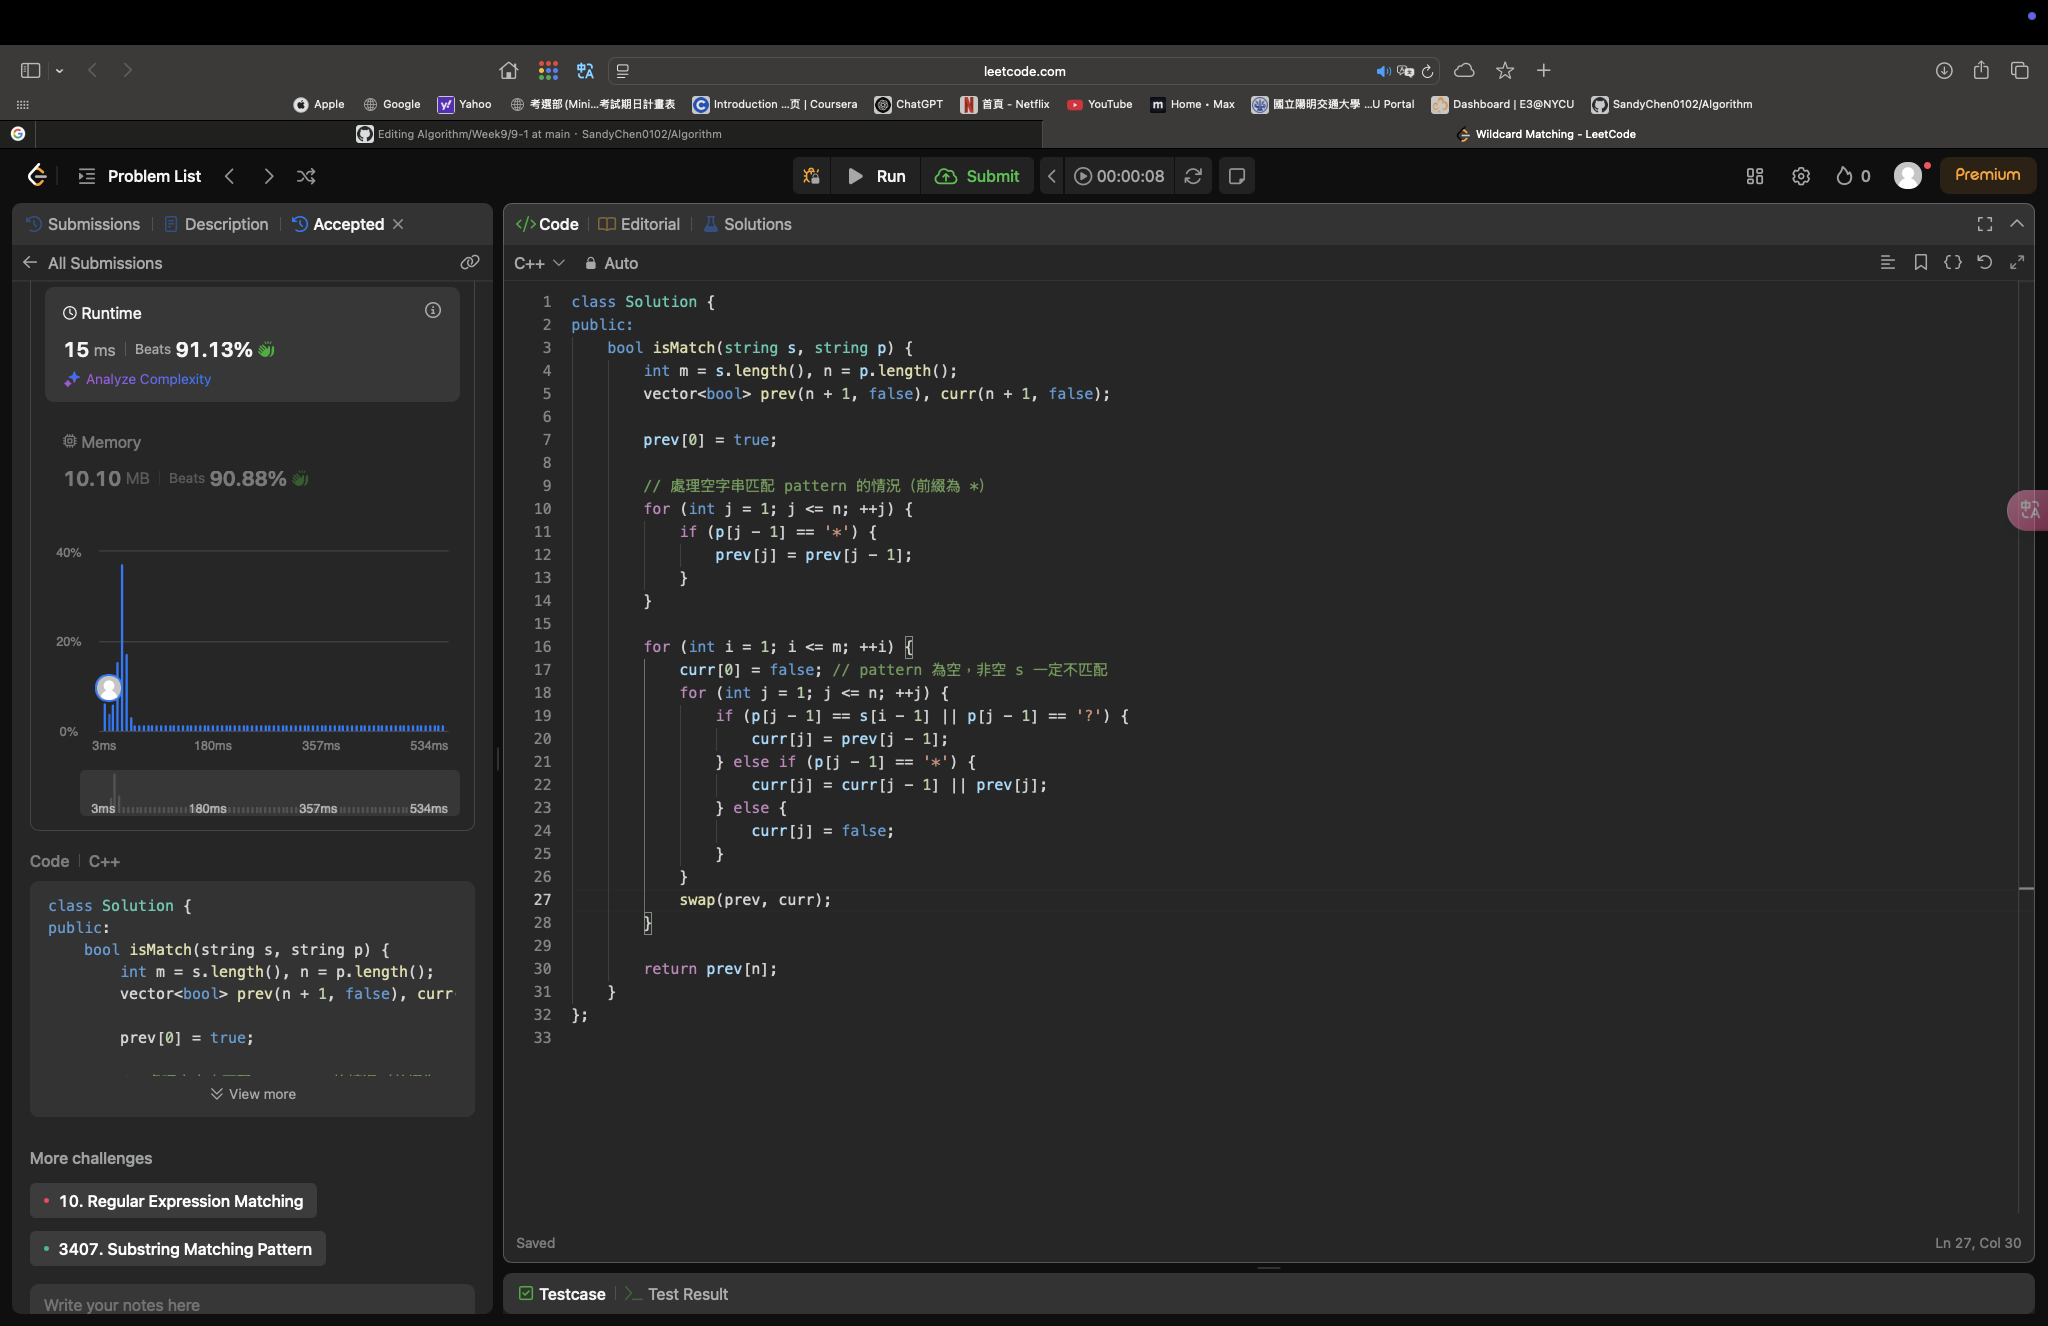 leetcode.com
Apple
Google
Yahoo
考選部 (Mini...考試期日計畫表
Introduction ...页 | Coursera
ChatGPT
首頁 - Netflix
YouTube
Home • Max
國立陽明交通大學 ...U Portal
Dashboard | E3@NYCU
SandyChen0102/Algorithm
Editing Algorithm/Week9/9-1 at main · SandyChen0102/Algorithm
Wildcard Matching - LeetCode
Problem List
Run
Submit
00:00:08
0
Premium
Submissions
Description
Accepted
All Submissions
Runtime
15 ms | Beats 91.13%
Analyze Complexity
Memory
10.10 MB | Beats 90.88%
40%
20%
0%
3ms 180ms 357ms 534ms
3ms 180ms 357ms 534ms
Code | C++
class Solution {
public:
    bool isMatch(string s, string p) {
        int m = s.length(), n = p.length();
        vector<bool> prev(n + 1, false), curr

        prev[0] = true;
View more
More challenges
10. Regular Expression Matching
3407. Substring Matching Pattern
Write your notes here
</> Code
Editorial
Solutions
C++
Auto
1 class Solution {
2 public:
3     bool isMatch(string s, string p) {
4         int m = s.length(), n = p.length();
5         vector<bool> prev(n + 1, false), curr(n + 1, false);
6
7         prev[0] = true;
8
9         // 處理空字串匹配 pattern 的情況（前綴為 *）
10         for (int j = 1; j <= n; ++j) {
11             if (p[j - 1] == '*') {
12                 prev[j] = prev[j - 1];
13             }
14         }
15
16         for (int i = 1; i <= m; ++i) {
17             curr[0] = false; // pattern 為空，非空 s 一定不匹配
18             for (int j = 1; j <= n; ++j) {
19                 if (p[j - 1] == s[i - 1] || p[j - 1] == '?') {
20                     curr[j] = prev[j - 1];
21                 } else if (p[j - 1] == '*') {
22                     curr[j] = curr[j - 1] || prev[j];
23                 } else {
24                     curr[j] = false;
25                 }
26             }
27             swap(prev, curr);
28         }
29
30         return prev[n];
31     }
32 };
33
Saved
Ln 27, Col 30
Testcase
Test Result